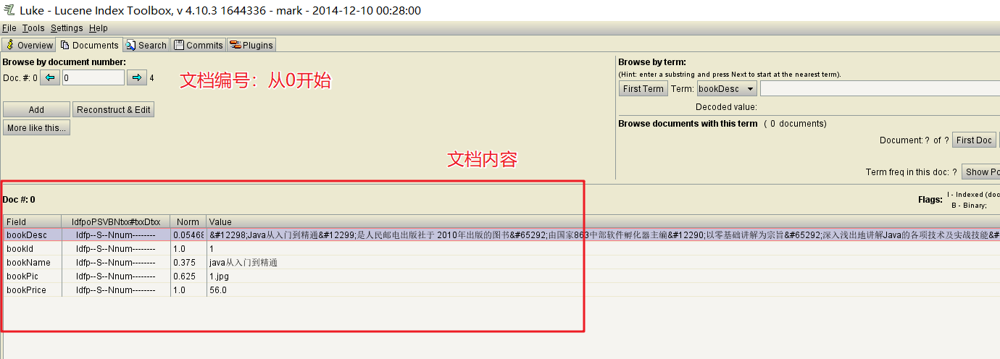 Luke - Lucene Index Toolbox, v 4.10.3 1644336 - mark - 2014-12-10 00:28:00
File Tools Settings Help
Overview Documents Search Commits Plugins
Browse by document number:
Doc. #: 0 0 4
文档编号：从0开始
Add Reconstruct & Edit
More like this...
Browse by term:
(Hint: enter a substring and press Next to start at the nearest term).
First Term Term: bookDesc
Decoded value:
Browse documents with this term ( 0 documents)
Document: ? of ? First Doc
Term freq in this doc: ? Show Po
文档内容
Doc #: 0
Flags: I - Indexed (doc
B - Binary;
Field IdfpoPSVBNtxx#txxDtxx Norm Value
bookDesc Idfp--S--Nnum-------- 0.05468 &#12298;Java从入门到精通&#12299;是人民邮电出版社于 2010年出版的图书&#65292;由国家863中部软件孵化器主编&#12290;以零基础讲解为宗旨&#65292;深入浅出地讲解Java的各项技术及实战技能&#
bookId Idfp--S--Nnum-------- 1.0 1
bookName Idfp--S--Nnum-------- 0.375 java从入门到精通
bookPic Idfp--S--Nnum-------- 0.625 1.jpg
bookPrice Idfp--S--Nnum-------- 1.0 56.0